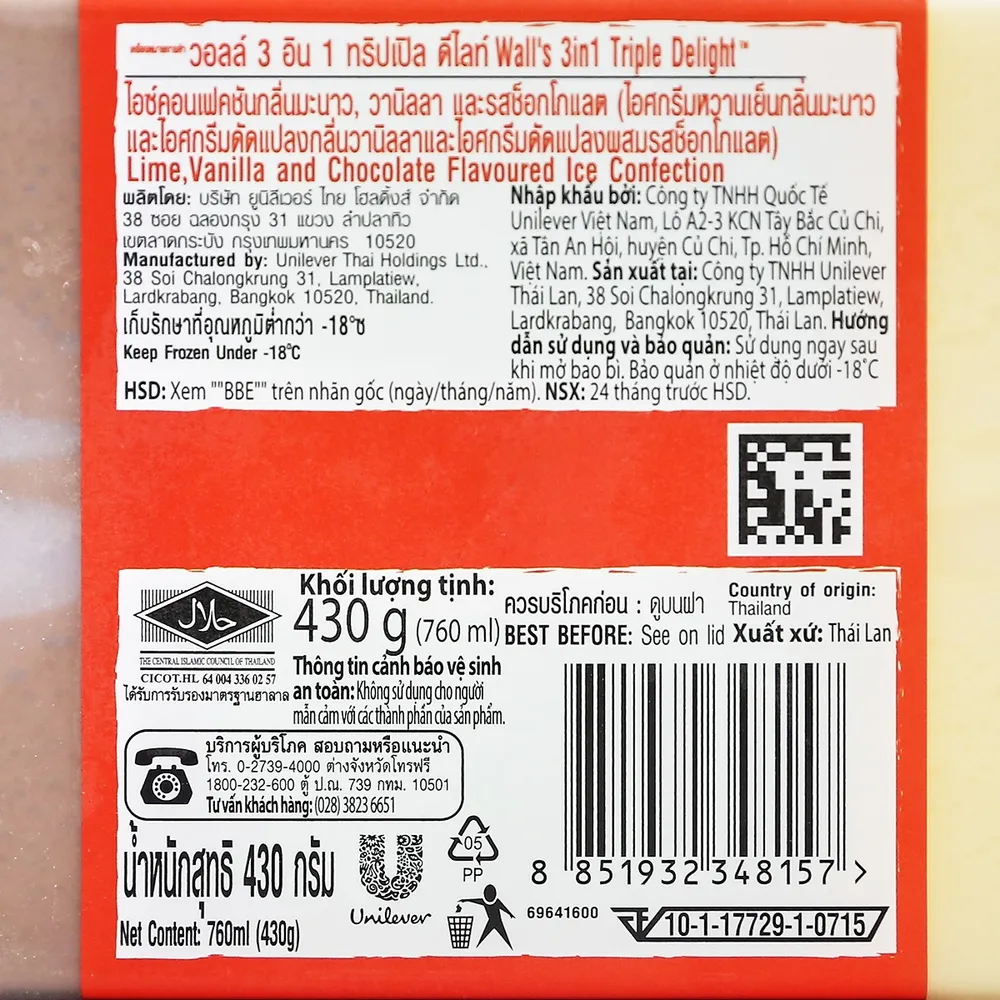 เครื่องหมายการค้า วอลล์ 3 อิน 1 ทริปเปิล ดีไลท์ Wall's 3in1 Triple Delight™
ไอซ์คอนเฟคชันกลิ่นมะนาว, วานิลลา และรสช็อกโกแลต (ไอศกรีมหวานเย็นกลิ่นมะนาว
และไอศกรีมดัดแปลงกลิ่นวานิลลาและไอศกรีมดัดแปลงผสมรสช็อกโกแลต)
Lime,Vanilla and Chocolate Flavoured Ice Confection
ผลิตโดย: บริษัท ยูนิลีเวอร์ ไทย โฮลดิ้งส์ จำกัด
38 ซอย ฉลองกรุง 31 แขวง ลำปลาทิว
เขตลาดกระบัง กรุงเทพมหานคร 10520
Manufactured by: Unilever Thai Holdings Ltd.,
38 Soi Chalongkrung 31, Lamplatiew,
Lardkrabang, Bangkok 10520, Thailand.
เก็บรักษาที่อุณหภูมิต่ำกว่า -18°ซ
Keep Frozen Under -18°C
Nhập khẩu bởi: Công ty TNHH Quốc Tế
Unilever Việt Nam, Lô A2-3 KCN Tây Bắc Củ Chi,
xã Tân An Hội, huyện Củ Chi, Tp. Hồ Chí Minh,
Việt Nam. Sản xuất tại: Công ty TNHH Unilever
Thái Lan, 38 Soi Chalongkrung 31, Lamplatiew,
Lardkrabang, Bangkok 10520, Thái Lan. Hướng
dẫn sử dụng và bảo quản: Sử dụng ngay sau
khi mở bao bì. Bảo quản ở nhiệt độ dưới -18°C
HSD: Xem ""BBE"" trên nhãn gốc (ngày/tháng/năm). NSX: 24 tháng trước HSD.
حلال
THE CENTRAL ISLAMIC COUNCIL OF THAILAND
CICOT.HL 64 004 336 02 57
ได้รับการรับรองมาตรฐานฮาลาล
Khối lượng tịnh:
430 g (760 ml)
Thông tin cảnh báo vệ sinh
an toàn: Không sử dụng cho người
mẫn cảm với các thành phần của sản phẩm.
ควรบริโภคก่อน : ดูบนฝา
BEST BEFORE: See on lid
Country of origin:
Thailand
Xuất xứ: Thái Lan
บริการผู้บริโภค สอบถามหรือแนะนำ
โทร. 0-2739-4000 ต่างจังหวัดโทรฟรี
1800-232-600 ตู้ ป.ณ. 739 กทม. 10501
Tư vấn khách hàng: (028) 3823 6651
น้ำหนักสุทธิ 430 กรัม
Net Content: 760ml (430g)
Unilever
05
PP
69641600
8 851932 348157 >
10-1-17729-1-0715